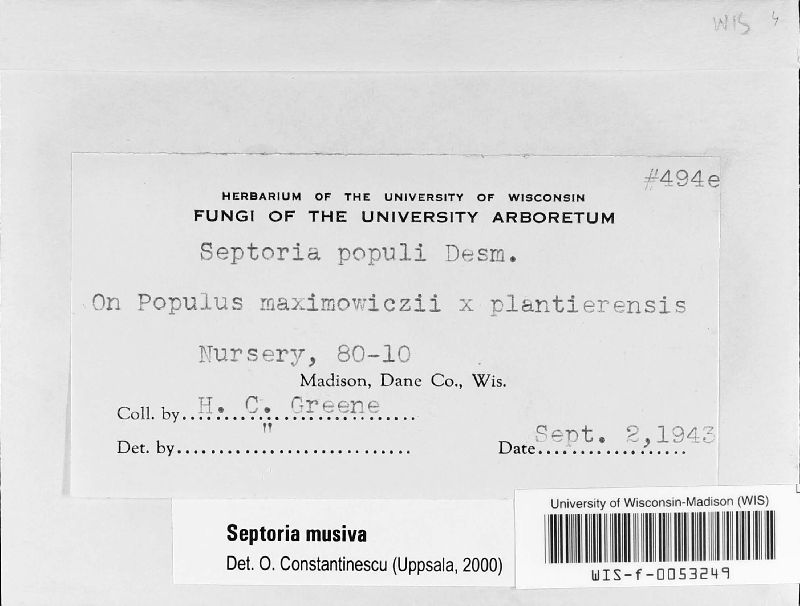 WIS 4
#494e
HERBARIUM OF THE UNIVERSITY OF WISCONSIN
FUNGI OF THE UNIVERSITY ARBORETUM
Septoria populi Desm.
On Populus maximowiczii x plantierensis
Nursery, 80-10
Madison, Dane Co., Wis.
Coll. by H. C. Greene
Det. by "
Date Sept. 2, 1943
Septoria musiva
Det. O. Constantinescu (Uppsala, 2000)
University of Wisconsin-Madison (WIS)
WIS-f-0053249